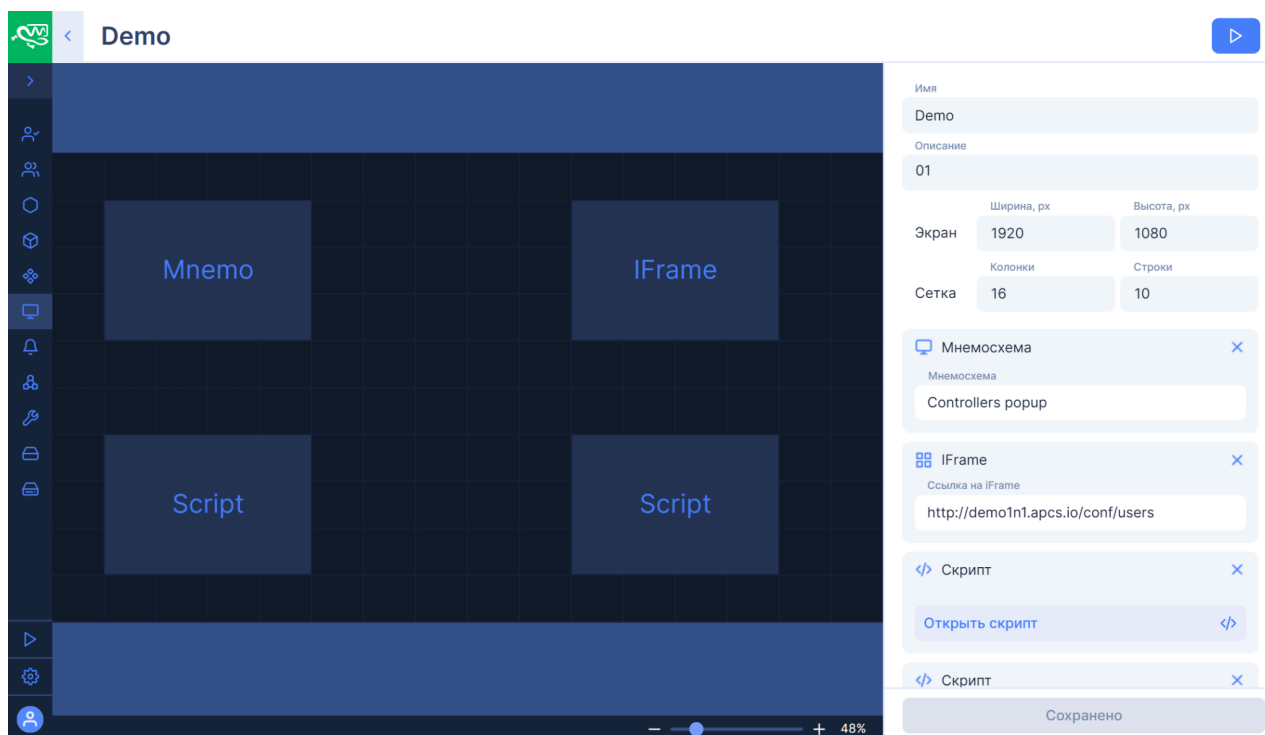 Demo
Mnemo
IFrame
Script
Script
48%
Имя
Demo
Описание
01
Ширина, px
Высота, px
Экран
1920
1080
Колонки
Строки
Сетка
16
10
Мнемосхема
Мнемосхема
Controllers popup
IFrame
Ссылка на iFrame
http://demo1n1.apcs.io/conf/users
Скрипт
Открыть скрипт
Скрипт
Сохранено